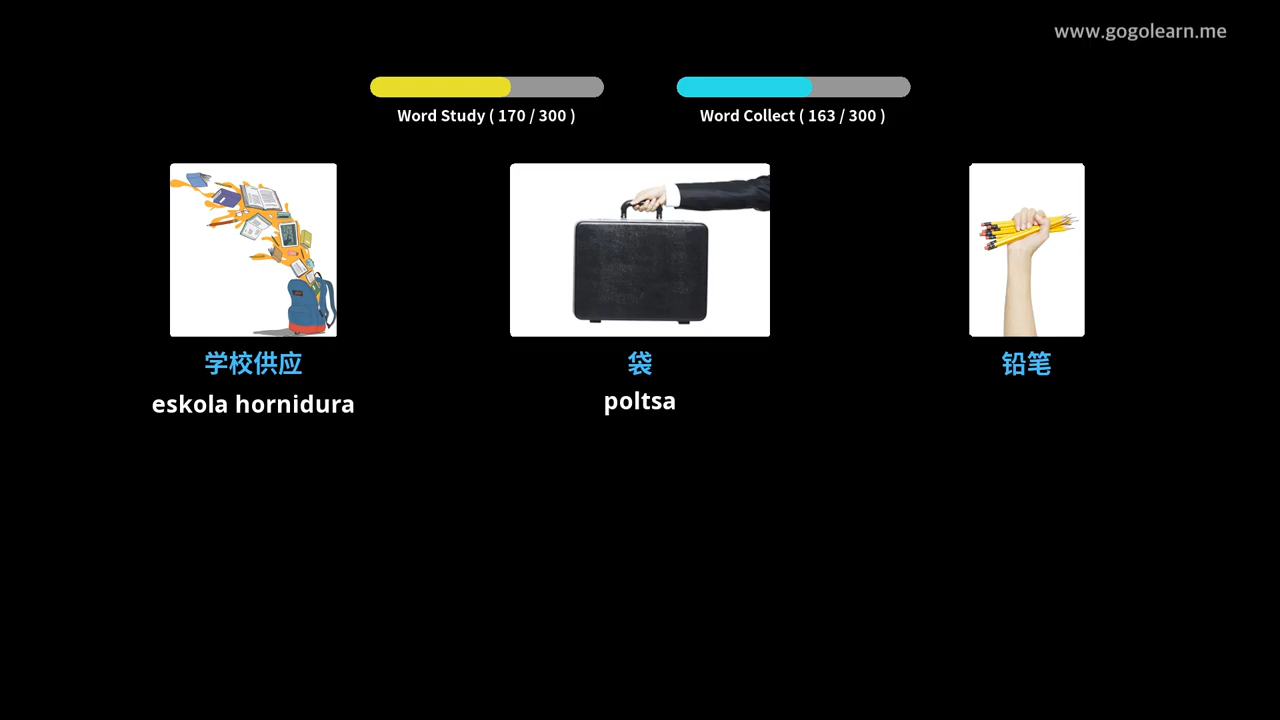 www.gogolearn.me
Word Study ( 170 / 300 )
Word Collect ( 163 / 300 )
学校供应
袋
铅笔
eskola hornidura
poltsa